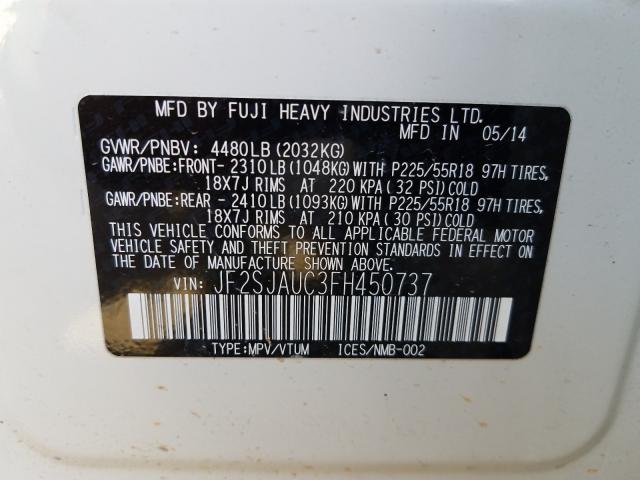 MFD BY FUJI HEAVY INDUSTRIES LTD.
MFD IN 05/14
GVWR/PNBV: 4480LB (2032KG)
GAWR/PNBE:FRONT- 2310LB (1048KG) WITH P225/55R18 97H TIRES,
18X7J RIMS AT 220 KPA (32 PSI) COLD
GAWR/PNBE:REAR - 2410LB (1093KG) WITH P225/55R18 97H TIRES,
18X7J RIMS AT 210 KPA (30 PSI) COLD
THIS VEHICLE CONFORMS TO ALL APPLICABLE FEDERAL MOTOR
VEHICLE SAFETY AND THEFT PREVENTION STANDARDS IN EFFECT ON
THE DATE OF MANUFACTURE SHOWN ABOVE.
VIN: JF2SJAUC3FH450737
TYPE:MPV/VTUM ICES/NMB-002